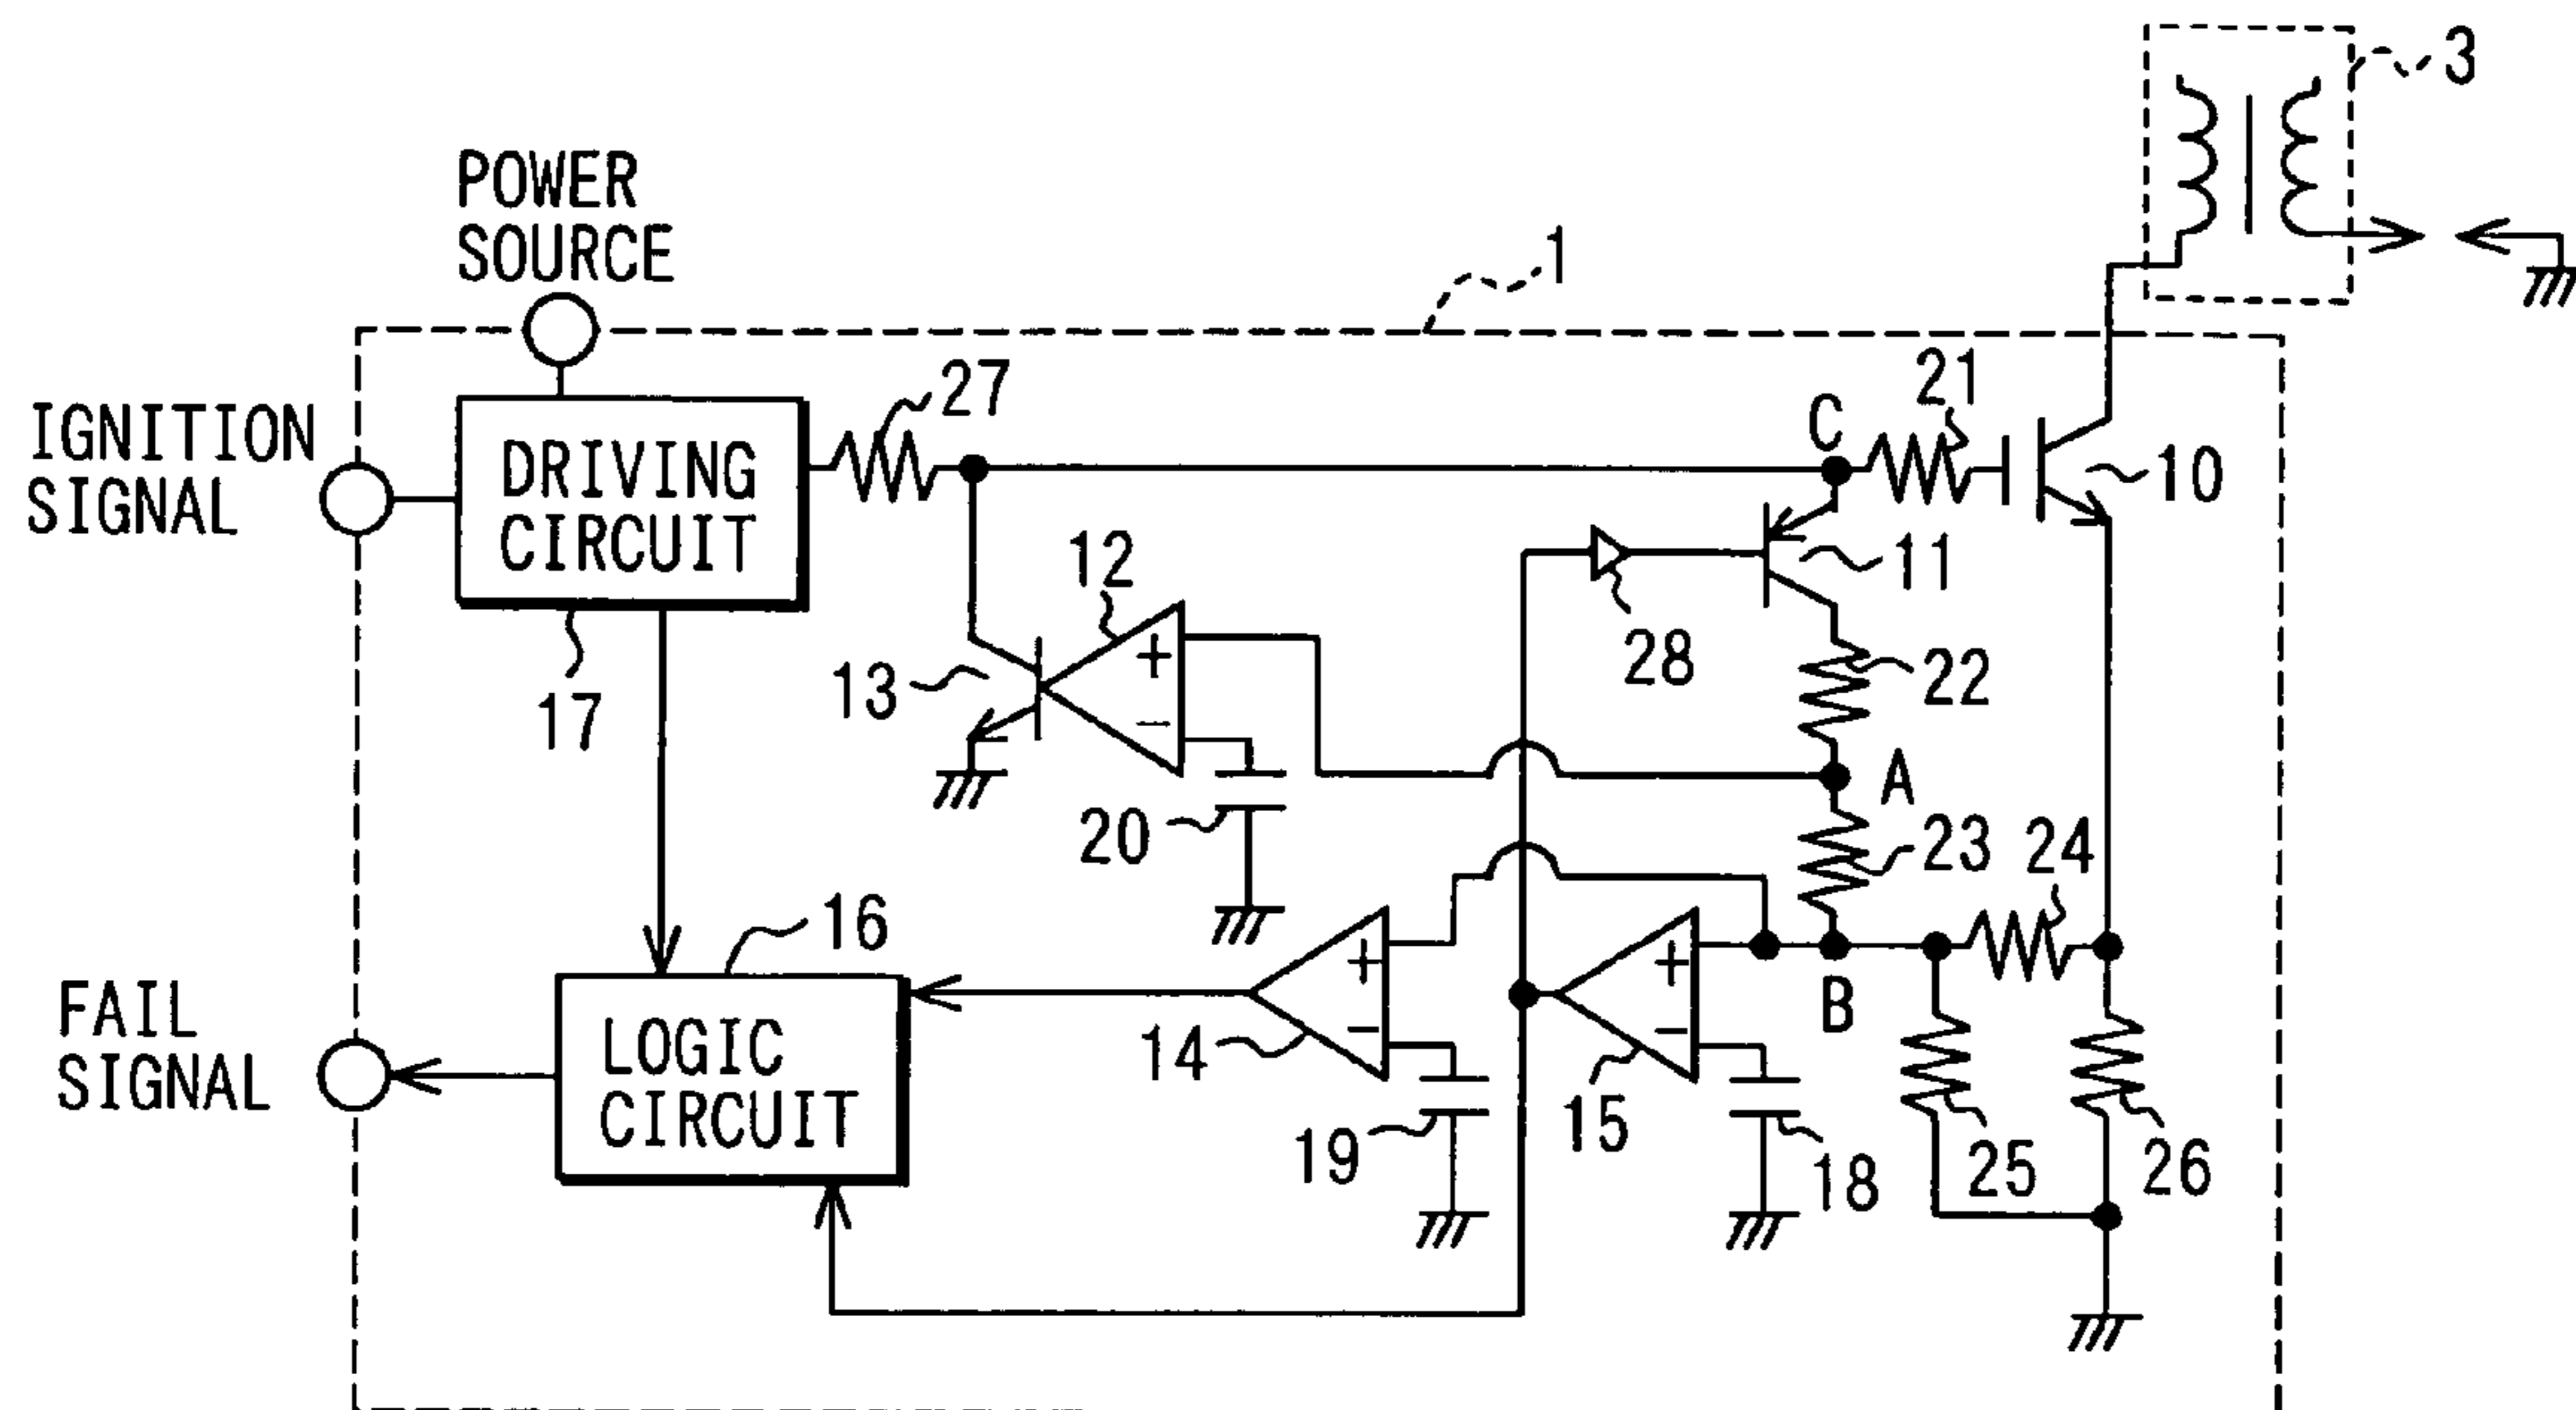 3
POWER
SOURCE
1
IGNITION
SIGNAL
DRIVING
CIRCUIT
27
C
21
10
12
+
−
11
28
13
22
17
A
20
23
24
16
FAIL
SIGNAL
LOGIC
CIRCUIT
14
+
−
19
15
+
−
B
18
25
26